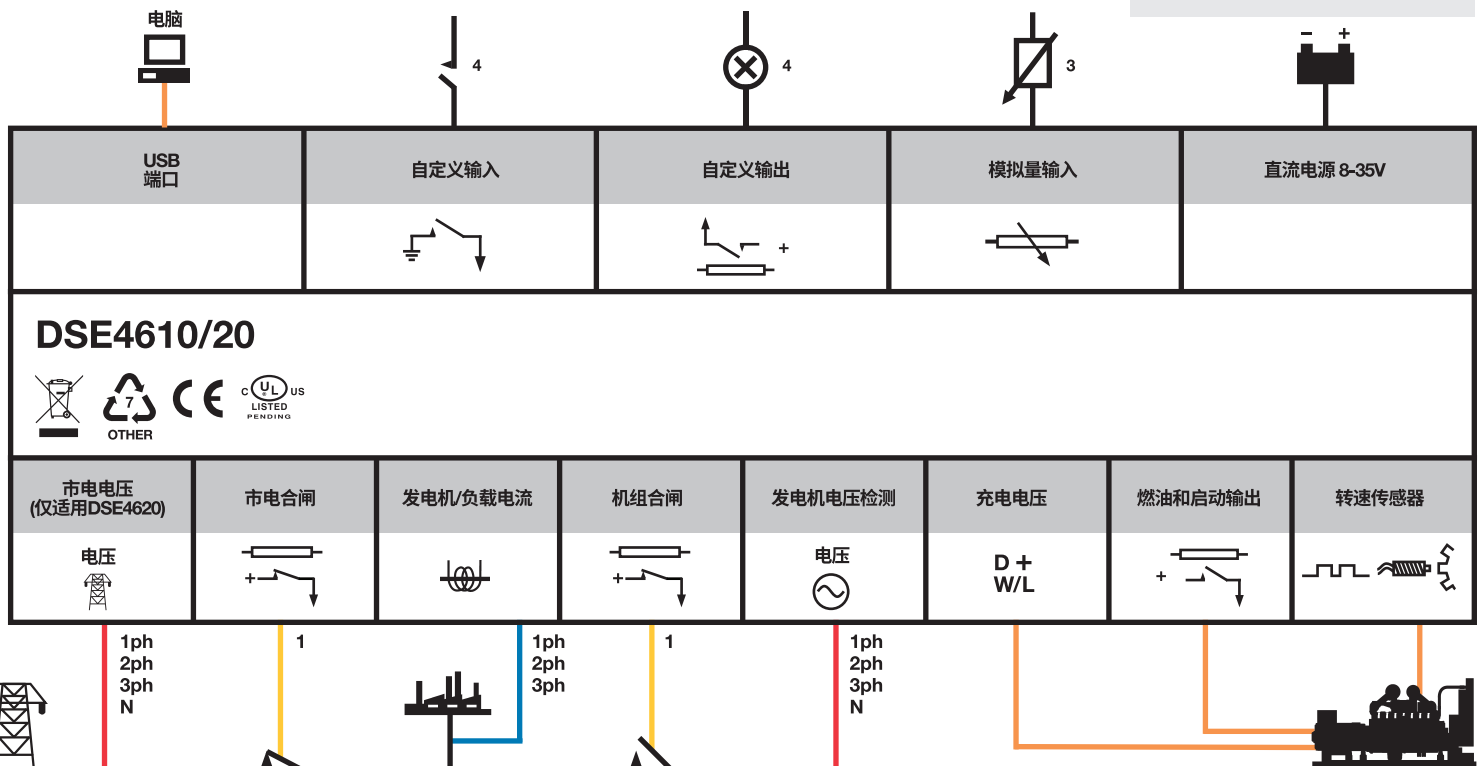 电脑
4
4
3
- +
USB
端口
自定义输入
自定义输出
模拟量输入
直流电源 8-35V
+
DSE4610/20
7
OTHER
CE
C UL US
LISTED
PENDING
市电电压
(仅适用DSE4620)
市电合闸
发电机/负载电流
机组合闸
发电机电压检测
充电电压
燃油和启动输出
转速传感器
电压
+
+
电压
D +
W/L
+
1ph
2ph
3ph
N
1
1ph
2ph
3ph
1
1ph
2ph
3ph
N